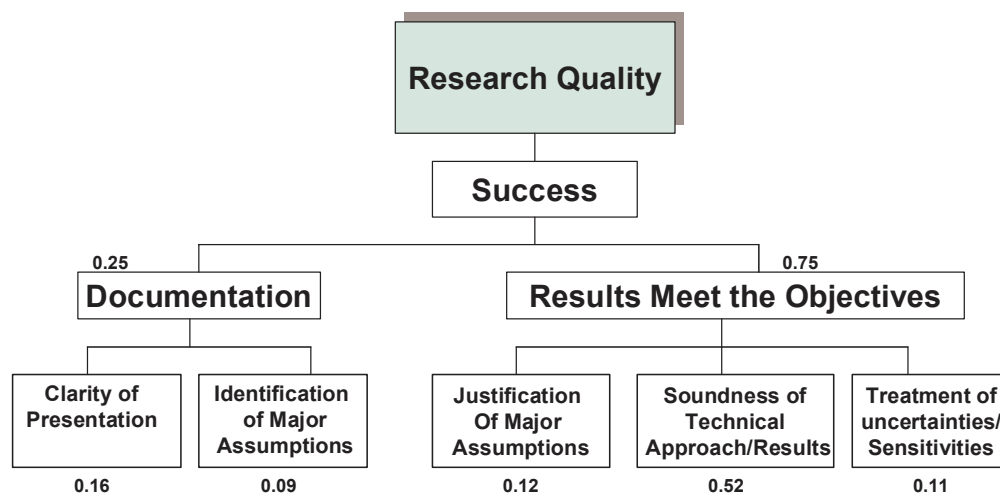 Research Quality
Success
0.25
0.75
Documentation
Results Meet the Objectives
Clarity of
Presentation
Identification
of Major
Assumptions
Justification
Of Major
Assumptions
Soundness of
Technical
Approach/Results
Treatment of
uncertainties/
Sensitivities
0.16
0.09
0.12
0.52
0.11